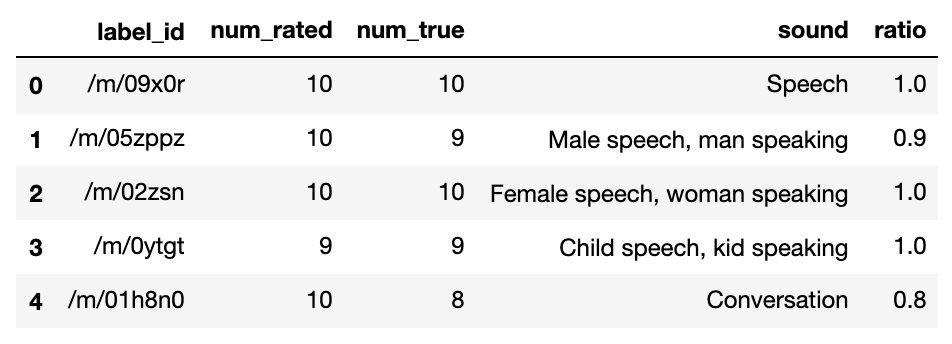 label_id num_rated num_true sound ratio
0 /m/09x0r 10 10 Speech 1.0
1 /m/05zppz 10 9 Male speech, man speaking 0.9
2 /m/02zsn 10 10 Female speech, woman speaking 1.0
3 /m/0ytgt 9 9 Child speech, kid speaking 1.0
4 /m/01h8n0 10 8 Conversation 0.8